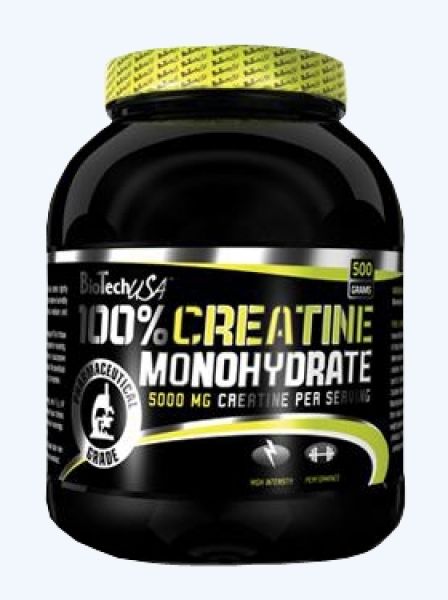 BioTechUSA
500
GRAMS
100% CREATINE
MONOHYDRATE
5000 MG CREATINE PER SERVING
PHARMACEUTICAL
GRADE
HIGH INTENSITY
PERFORMANCE